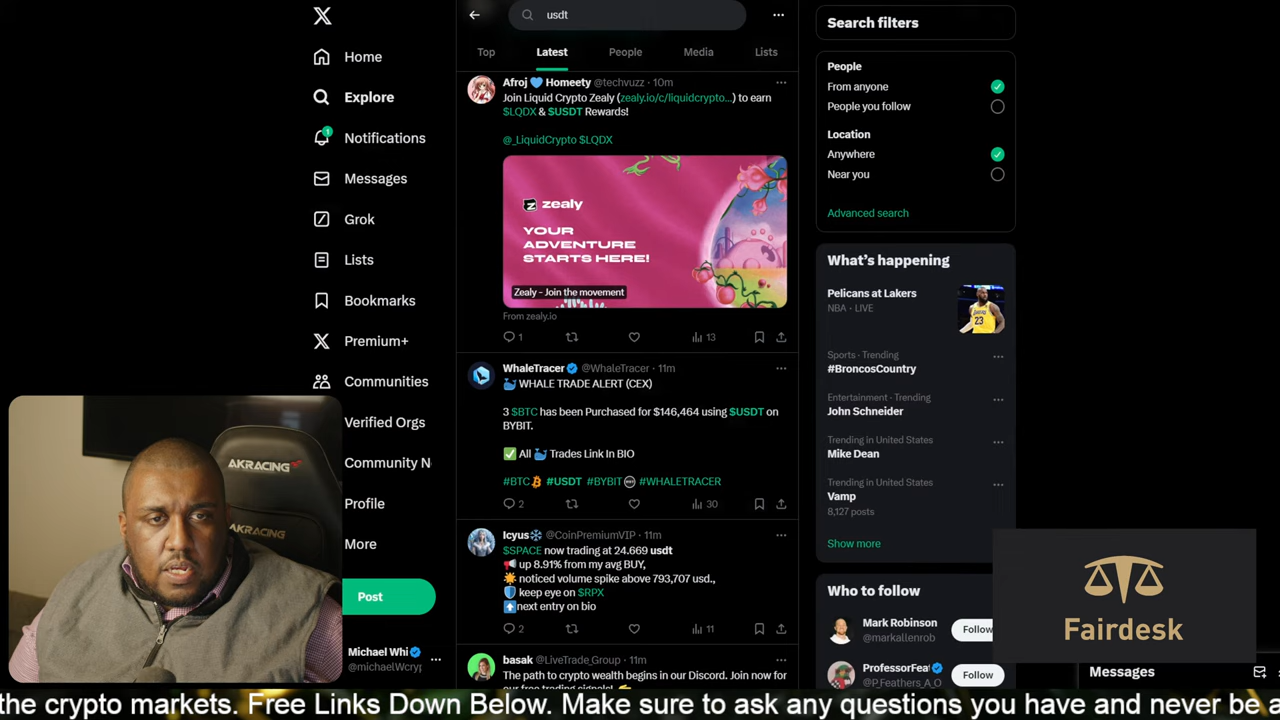 usdt
Top
Latest
People
Media
Lists
Home
Explore
1
Notifications
Messages
Grok
Lists
Bookmarks
Premium+
Communities
Verified Orgs
Community N
Profile
More
Post
Michael Whi
@michaelWcry
Afroj 💙 Homeety @techvuzz · 10m
Join Liquid Crypto Zealy (zealy.io/c/liquidcrypto...) to earn
$LQDX & $USDT Rewards!
@_LiquidCrypto $LQDX
zealy
YOUR
ADVENTURE
STARTS HERE!
Zealy - Join the movement
From zealy.io
1
13
WhaleTracer @WhaleTracer · 11m
🐳 WHALE TRADE ALERT (CEX)
3 $BTC has been Purchased for $146,464 using $USDT on
BYBIT.
✅ All 🐳 Trades Link In BIO
#BTC #USDT #BYBIT #WHALETRACER
2
30
Icyus❄️ @CoinPremiumVIP · 11m
$SPACE now trading at 24.669 usdt
📢 up 8.91% from my avg BUY,
noticed volume spike above 793,707 usd.,
🛡️ keep eye on $RPX
⬆️next entry on bio
2
11
basak @LiveTrade_Group · 11m
The path to crypto wealth begins in our Discord. Join now for
our free trading signals!
Search filters
People
From anyone
People you follow
Location
Anywhere
Near you
Advanced search
What's happening
Pelicans at Lakers
NBA · LIVE
Sports · Trending
#BroncosCountry
Entertainment · Trending
John Schneider
Trending in United States
Mike Dean
Trending in United States
Vamp
8,127 posts
Show more
Who to follow
Mark Robinson
@markallenrob
Follow
ProfessorFeat
@P_Feathers_A_O
Follow
Messages
Fairdesk
AKRACING
AKRACING
the crypto markets. Free Links Down Below. Make sure to ask any questions you have and never be a